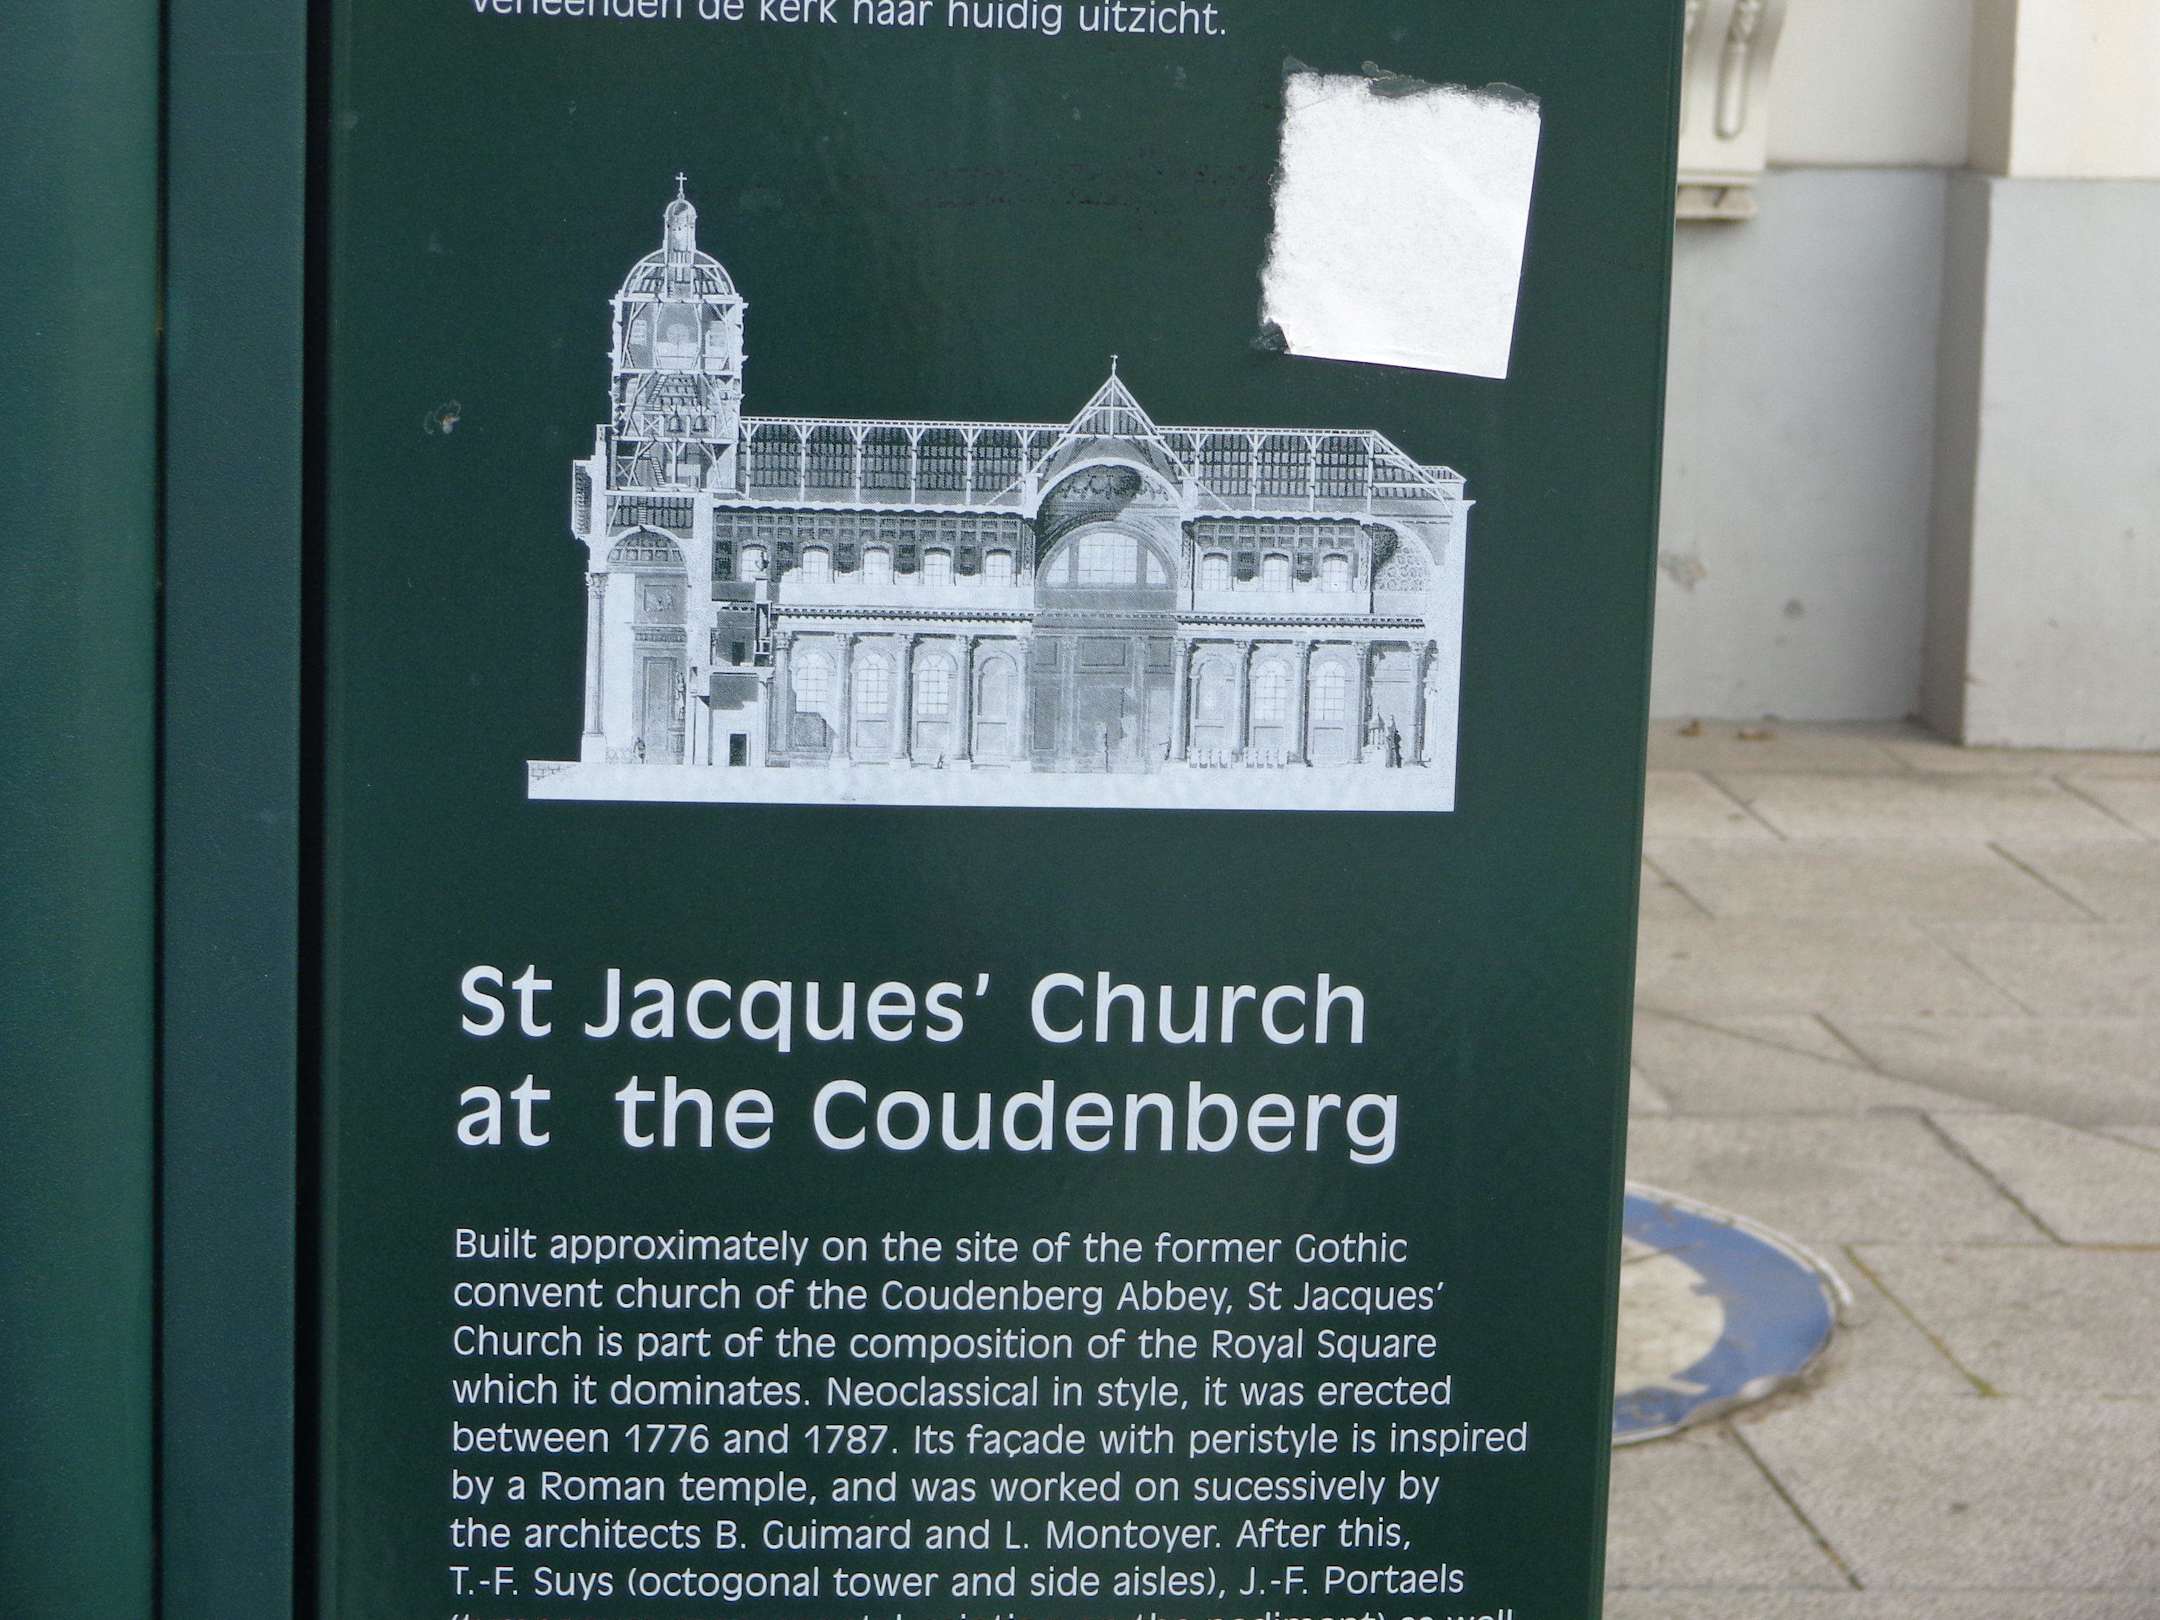 de kerk naar huidig uitzicht.
St Jacques’ Church
at the Coudenberg
Built approximately on the site of the former Gothic
convent church of the Coudenberg Abbey, St Jacques’
Church is part of the composition of the Royal Square
which it dominates. Neoclassical in style, it was erected
between 1776 and 1787. Its façade with peristyle is inspired
by a Roman temple, and was worked on sucessively by
the architects B. Guimard and L. Montoyer. After this,
T.-F. Suys (octogonal tower and side aisles), J.-F. Portaels